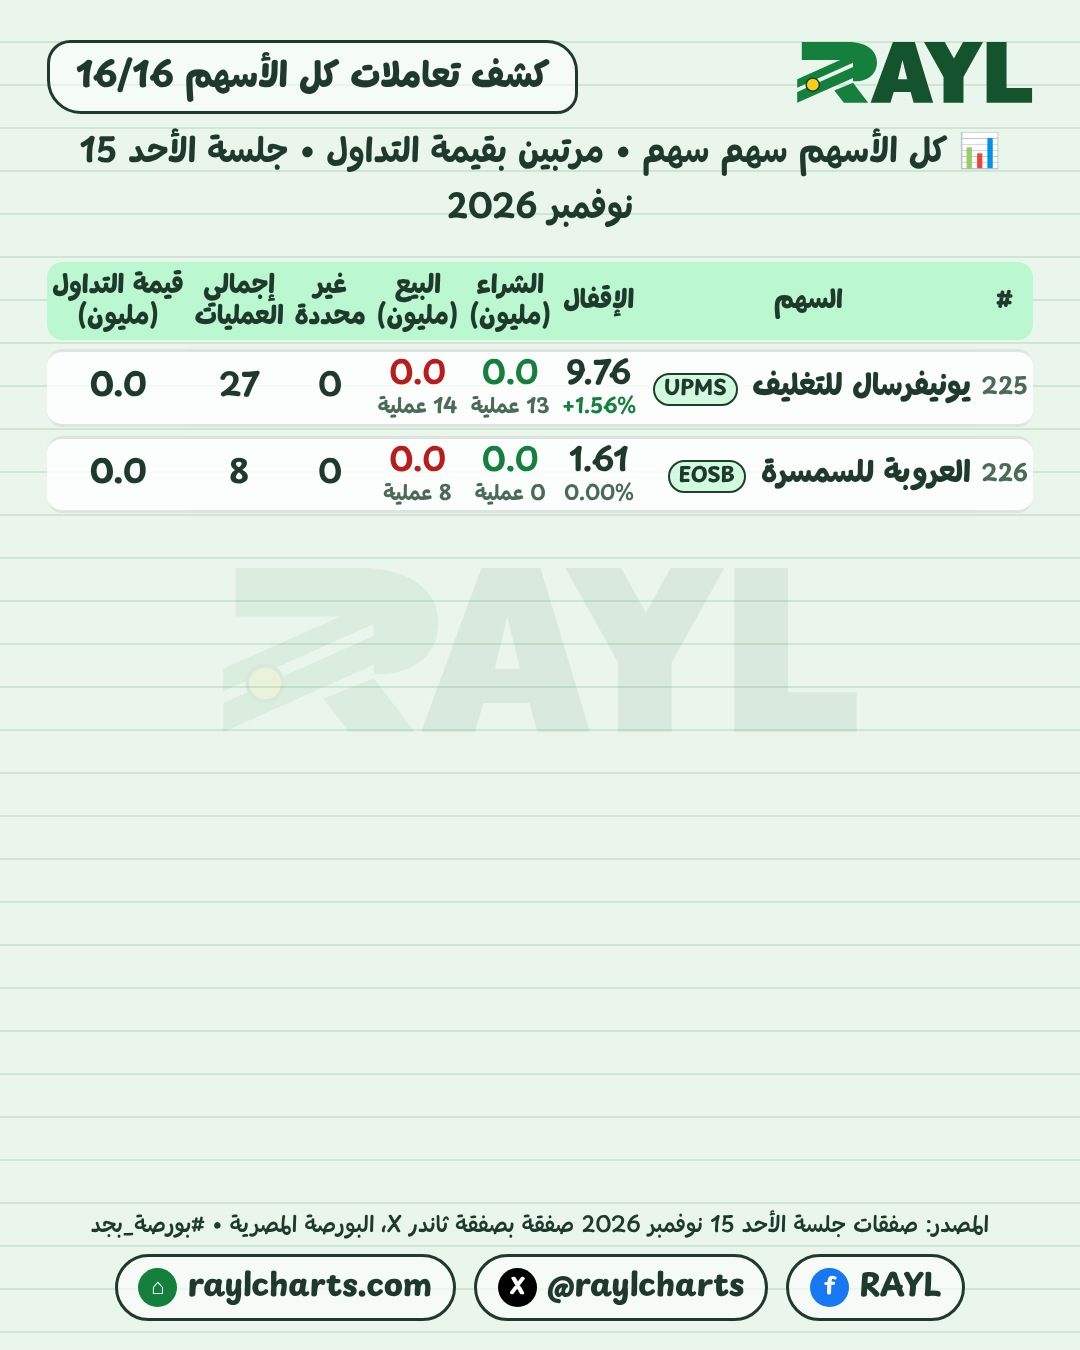 RAYL
كشف تعاملات كل الأسهم 16/16
📊 كل الأسهم سهم سهم • مرتبين بقيمة التداول • جلسة الأحد 15
نوفمبر 2026
# السهم الإقفال الشراء (مليون) البيع (مليون) غير محددة إجمالي العمليات قيمة التداول (مليون)
225 يونيفرسال للتغليف UPMS 9.76 0.0 0.0 0 27 0.0
+1.56% 13 عملية 14 عملية
226 العروبة للسمسرة EOSB 1.61 0.0 0.0 0 8 0.0
0.00% 0 عملية 8 عملية
RAYL
المصدر: صفقات جلسة الأحد 15 نوفمبر 2026 صفقة بصفقة ثاندر X، البورصة المصرية • #بورصة_بجد
f RAYL
X @raylcharts
⌂ raylcharts.com